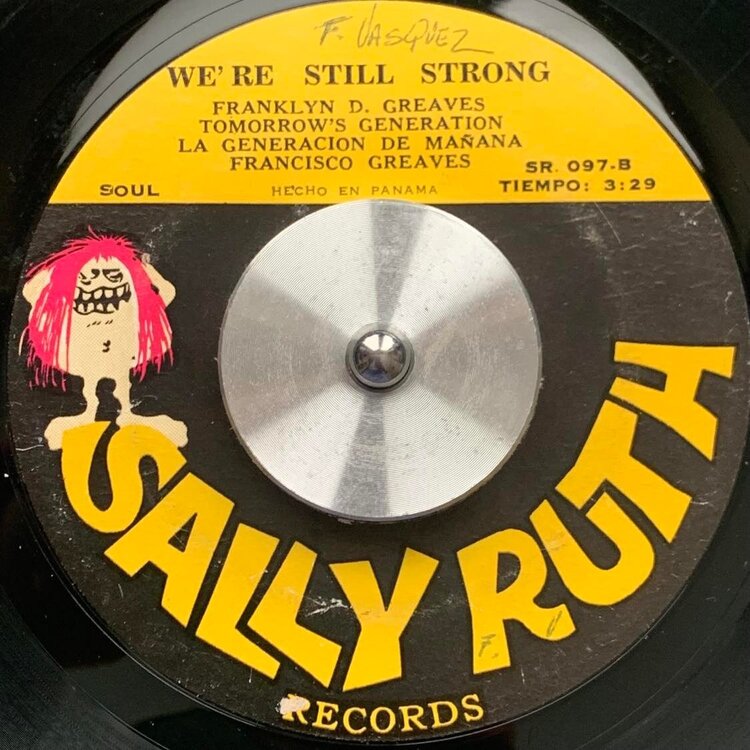 F. VASQUEZ
WE'RE STILL STRONG
FRANKLYN D. GREAVES
TOMORROW'S GENERATION
LA GENERACION DE MAÑANA
FRANCISCO GREAVES
SR. 097-B
SOUL
HECHO EN PANAMA
TIEMPO: 3:29
SALLY RUTH
RECORDS